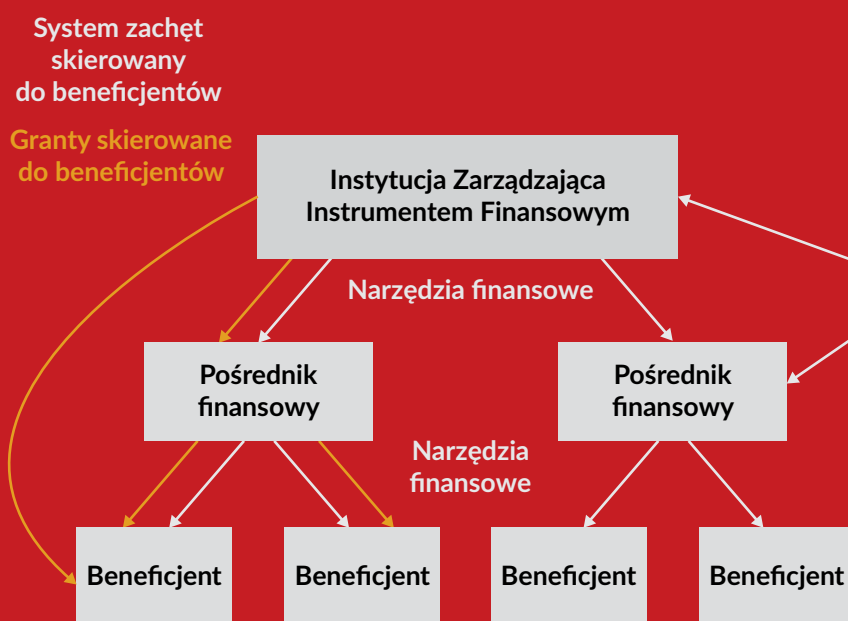 System zachęt
skierowany
do beneficjentów
Granty skierowane
do beneficjentów
Instytucja Zarządzająca
Instrumentem Finansowym
Narzędzia finansowe
Pośrednik
finansowy
Pośrednik
finansowy
Narzędzia
finansowe
Beneficjent
Beneficjent
Beneficjent
Beneficjent